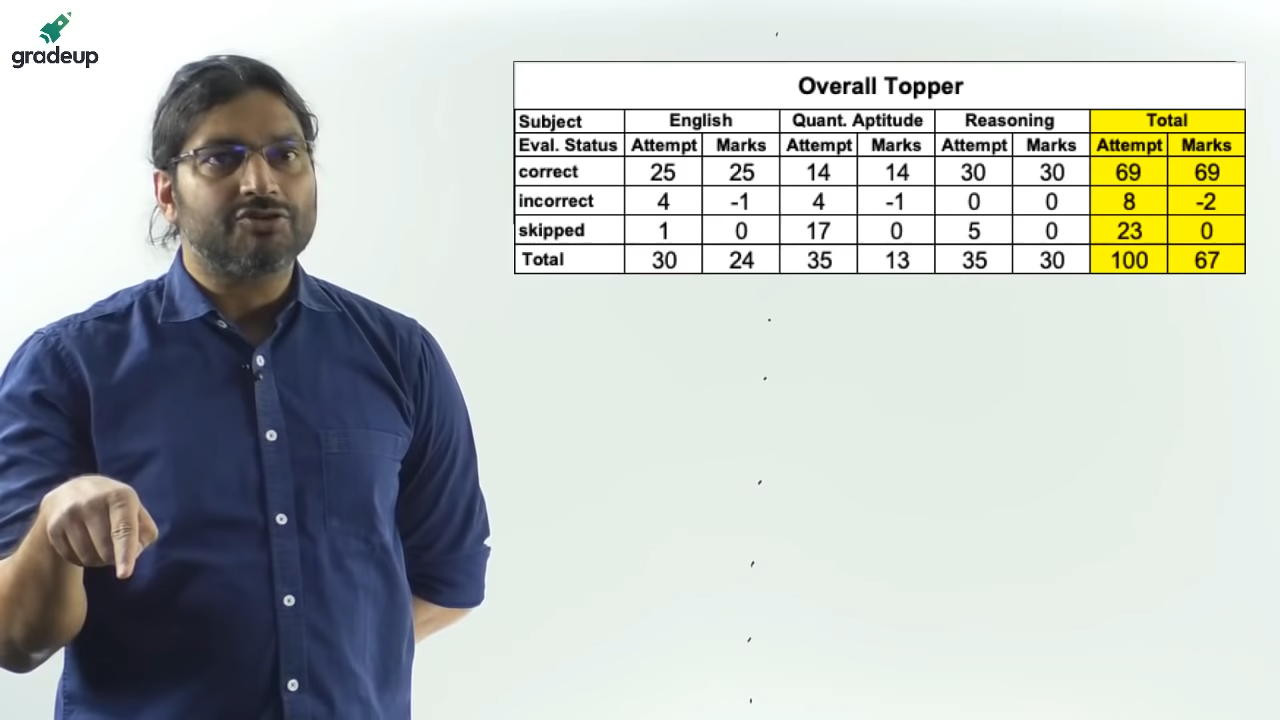 gradeup
Overall Topper
Subject English Quant. Aptitude Reasoning Total
Eval. Status Attempt Marks Attempt Marks Attempt Marks Attempt Marks
correct 25 25 14 14 30 30 69 69
incorrect 4 -1 4 -1 0 0 8 -2
skipped 1 0 17 0 5 0 23 0
Total 30 24 35 13 35 30 100 67